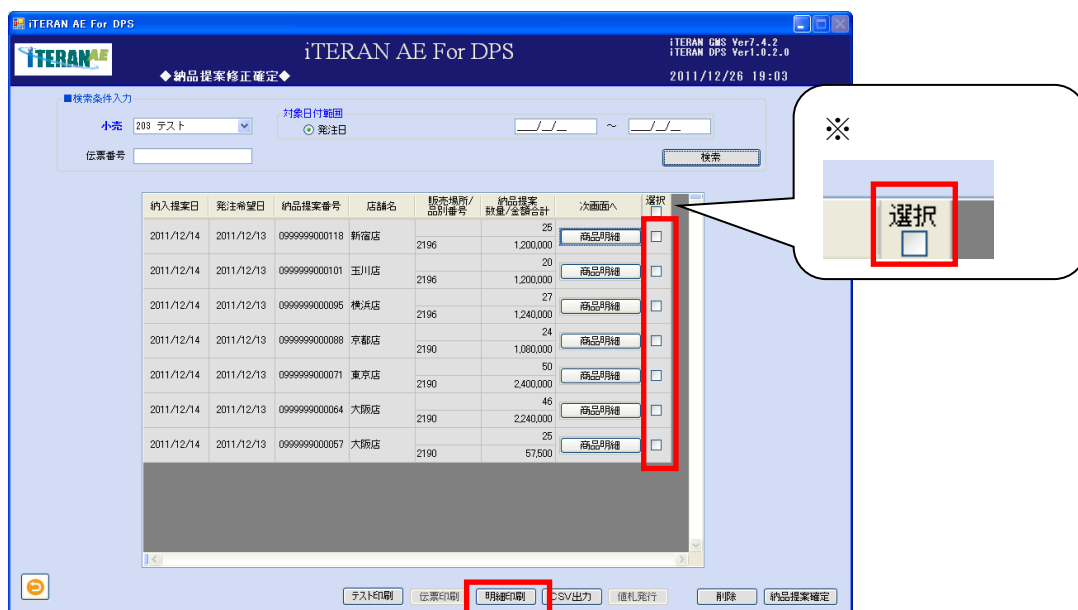 iTERAN AE For DPS
iTERAN AE
iTERAN AE For DPS
iTERAN GMS Ver7.4.2
iTERAN DPS Ver1.0.2.0
◆納品提案修正確定◆
2011/12/26 19:03
■検索条件入力
小売 203 テスト
対象日付範囲
発注日
__/__/__ ～ __/__/__
伝票番号
検索
※
選択
納入提案日 発注希望日 納品提案番号 店舗名 販売場所/品別番号 納品提案数量/金額合計 次画面へ 選択
2011/12/14 2011/12/13 0999999000118 新宿店 2196 25 1,200,000 商品明細
2011/12/14 2011/12/13 0999999000101 玉川店 2196 20 1,200,000 商品明細
2011/12/14 2011/12/13 0999999000095 横浜店 2196 27 1,240,000 商品明細
2011/12/14 2011/12/13 0999999000088 京都店 2190 24 1,080,000 商品明細
2011/12/14 2011/12/13 0999999000071 東京店 2190 50 2,400,000 商品明細
2011/12/14 2011/12/13 0999999000064 大阪店 2190 46 2,240,000 商品明細
2011/12/14 2011/12/13 0999999000057 大阪店 2190 25 57,500 商品明細
テスト印刷 伝票印刷 明細印刷 CSV出力 値札発行 削除 納品提案確定